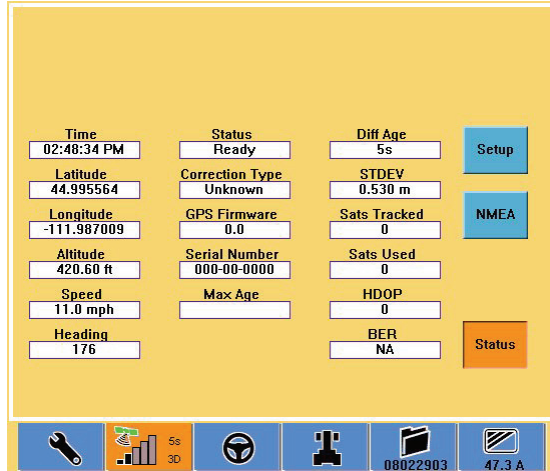 Time
02:48:34 PM
Status
Ready
Diff Age
5s
Setup
Latitude
44.995564
Correction Type
Unknown
STDEV
0.530 m
Longitude
-111.987009
GPS Firmware
0.0
Sats Tracked
0
NMEA
Altitude
420.60 ft
Serial Number
000-00-0000
Sats Used
0
Speed
11.0 mph
Max Age
HDOP
0
Heading
176
BER
NA
Status
5s
3D
08022903
47.3 A